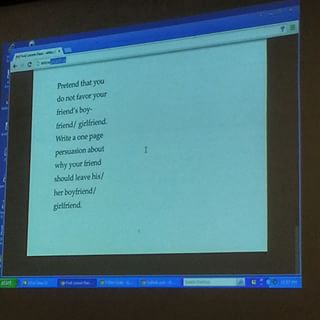 Pretend that you
do not favor your
friend's boy-
friend/ girlfriend.
Write a one page
persuasion about
why your friend
should leave his/
her boyfriend/
girlfriend.
start